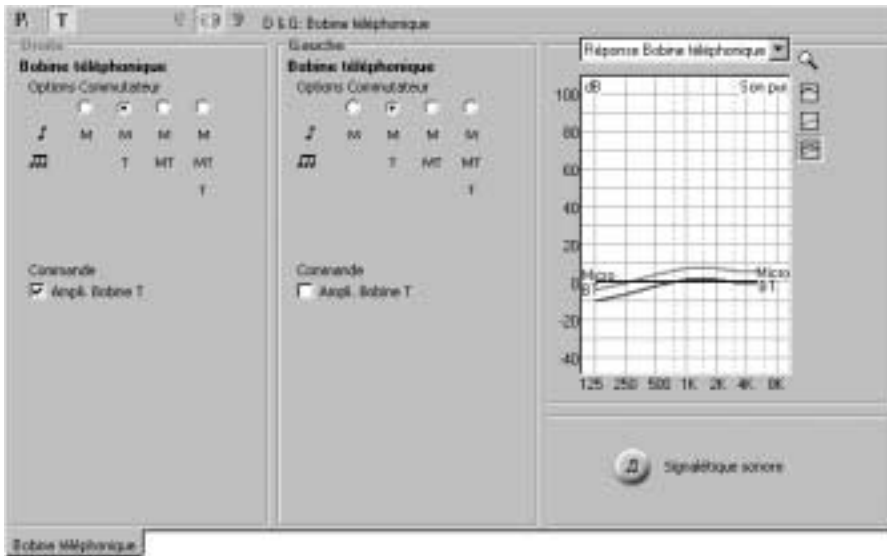 P₁ T D & G: Bobine téléphonique
Droite
Bobine téléphonique
Options Commutateur
M M M M
T MT MT
T
Commande
Ampli. Bobine T
Gauche
Bobine téléphonique
Options Commutateur
M M M M
T MT MT
T
Commande
Ampli. Bobine T
Réponse Bobine téléphonique
dB Son pur
100
80
60
40
20
0
-20
-40
Micro Micro
BT BT
125 250 500 1K 2K 4K 8K
Signalétique sonore
Bobine téléphonique